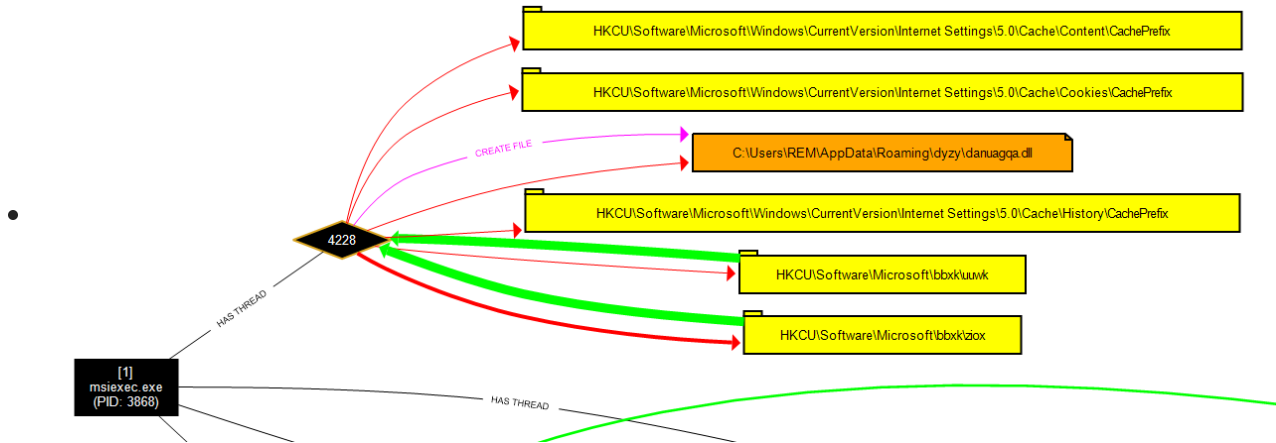 HKCU\Software\Microsoft\Windows\CurrentVersion\Internet Settings\5.0\Cache\Content\CachePrefix
HKCU\Software\Microsoft\Windows\CurrentVersion\Internet Settings\5.0\Cache\Cookies\CachePrefix
CREATE FILE
C:\Users\REM\AppData\Roaming\dyzy\danuagqa.dll
HKCU\Software\Microsoft\Windows\CurrentVersion\Internet Settings\5.0\Cache\History\CachePrefix
4228
HKCU\Software\Microsoft\bbxk\uuwk
HAS THREAD
HKCU\Software\Microsoft\bbxk\ziox
[1]
msiexec.exe
(PID: 3868)
HAS THREAD